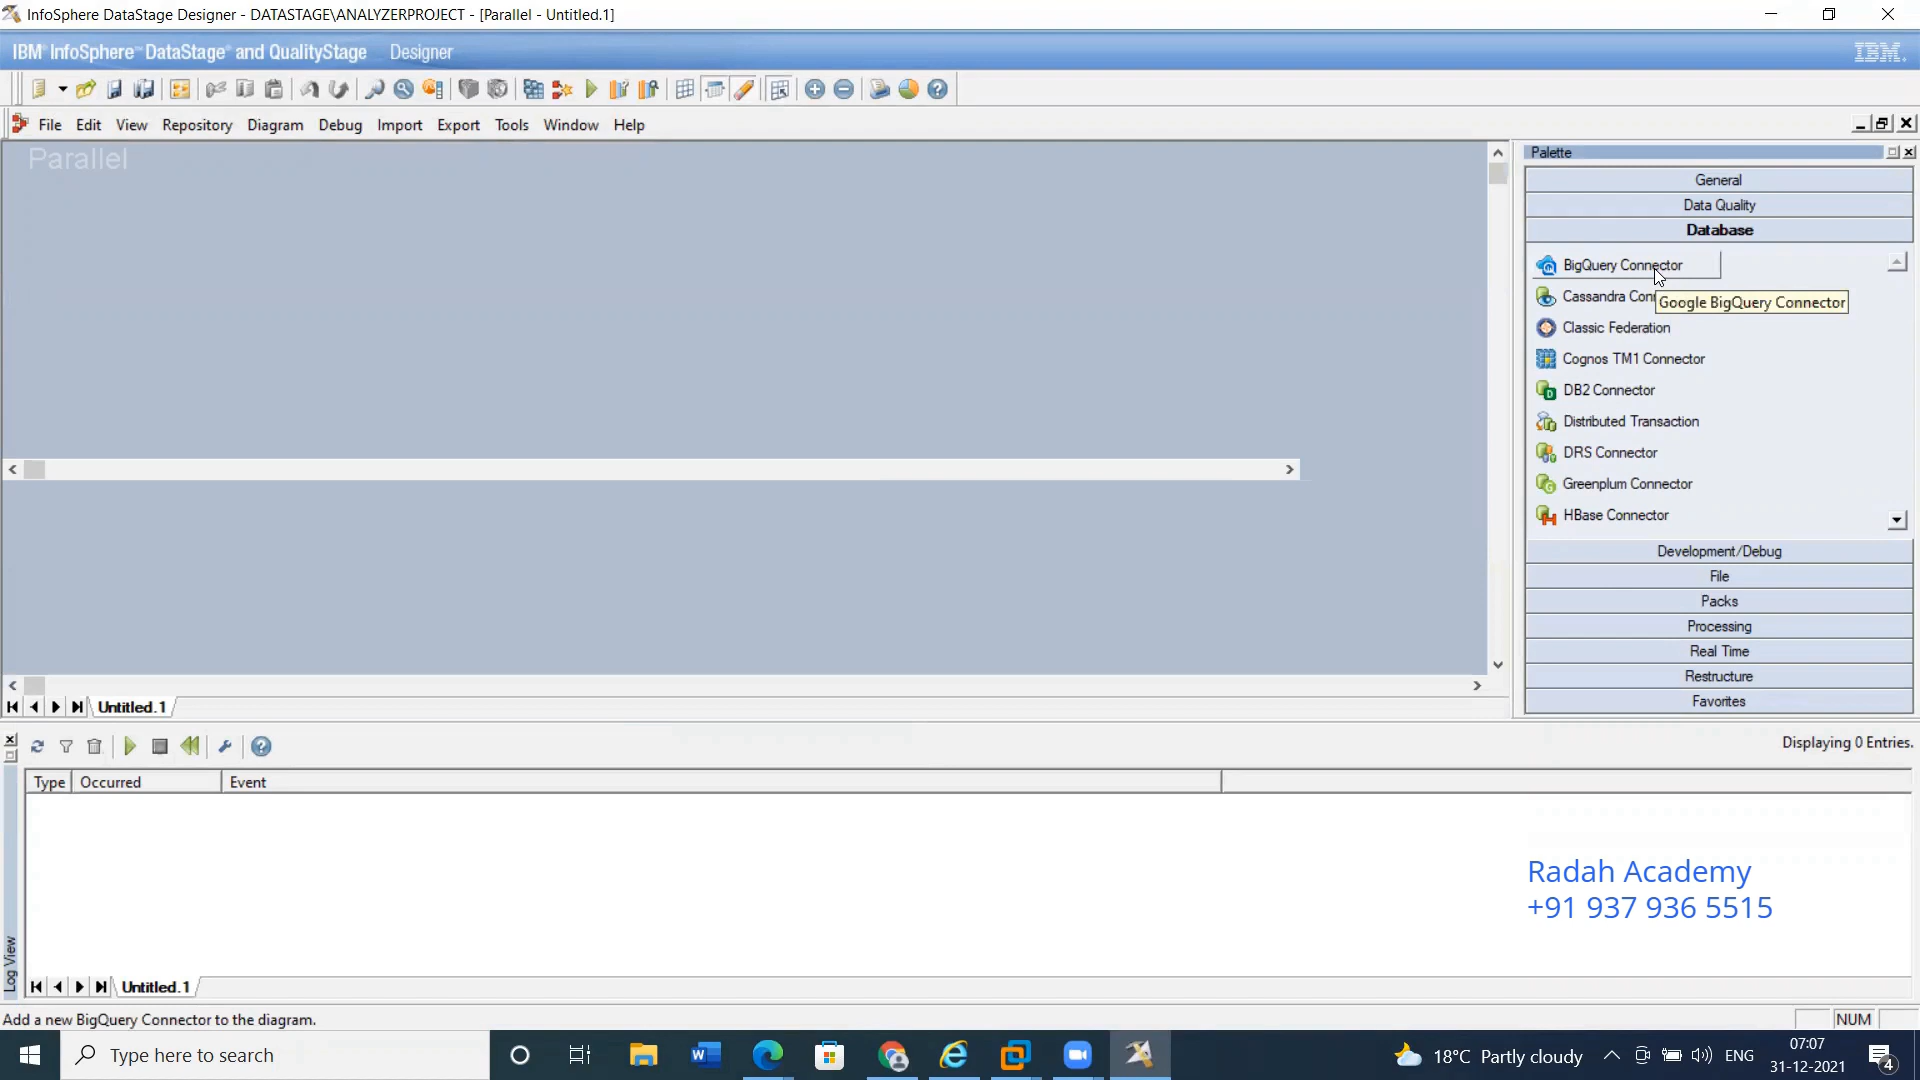 InfoSphere DataStage Designer - DATASTAGE\ANALYZERPROJECT - [Parallel - Untitled.1]
IBM InfoSphere DataStage and QualityStage Designer
IBM.
File Edit View Repository Diagram Debug Import Export Tools Window Help
Parallel
Palette
General
Data Quality
Database
BigQuery Connector
Cassandra Con
Google BigQuery Connector
Classic Federation
Cognos TM1 Connector
DB2 Connector
Distributed Transaction
DRS Connector
Greenplum Connector
HBase Connector
Development/Debug
File
Packs
Processing
Real Time
Restructure
Favorites
Untitled.1
Displaying 0 Entries.
Type Occurred Event
Radah Academy
+91 937 936 5515
Log View
Untitled.1
Add a new BigQuery Connector to the diagram.
NUM
Type here to search
18°C Partly cloudy
ENG
07:07
31-12-2021
4